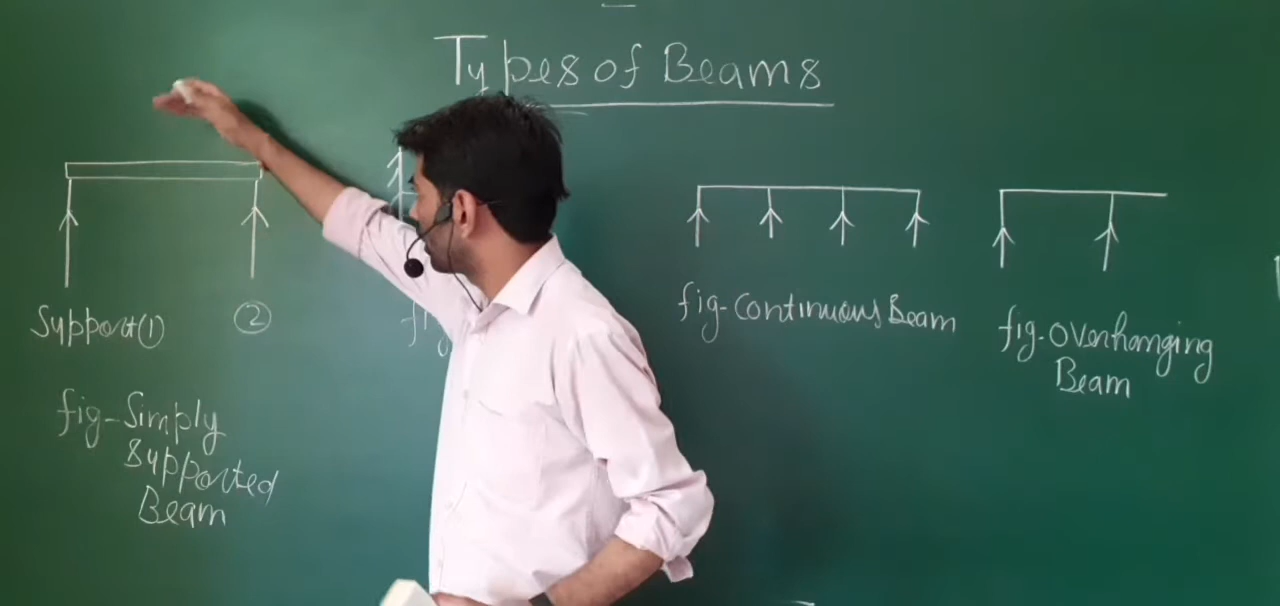 Types of Beams
Support(1)
2
fig-Simply
Supported
Beam
fig-Continuous Beam
fig-overhanging
Beam